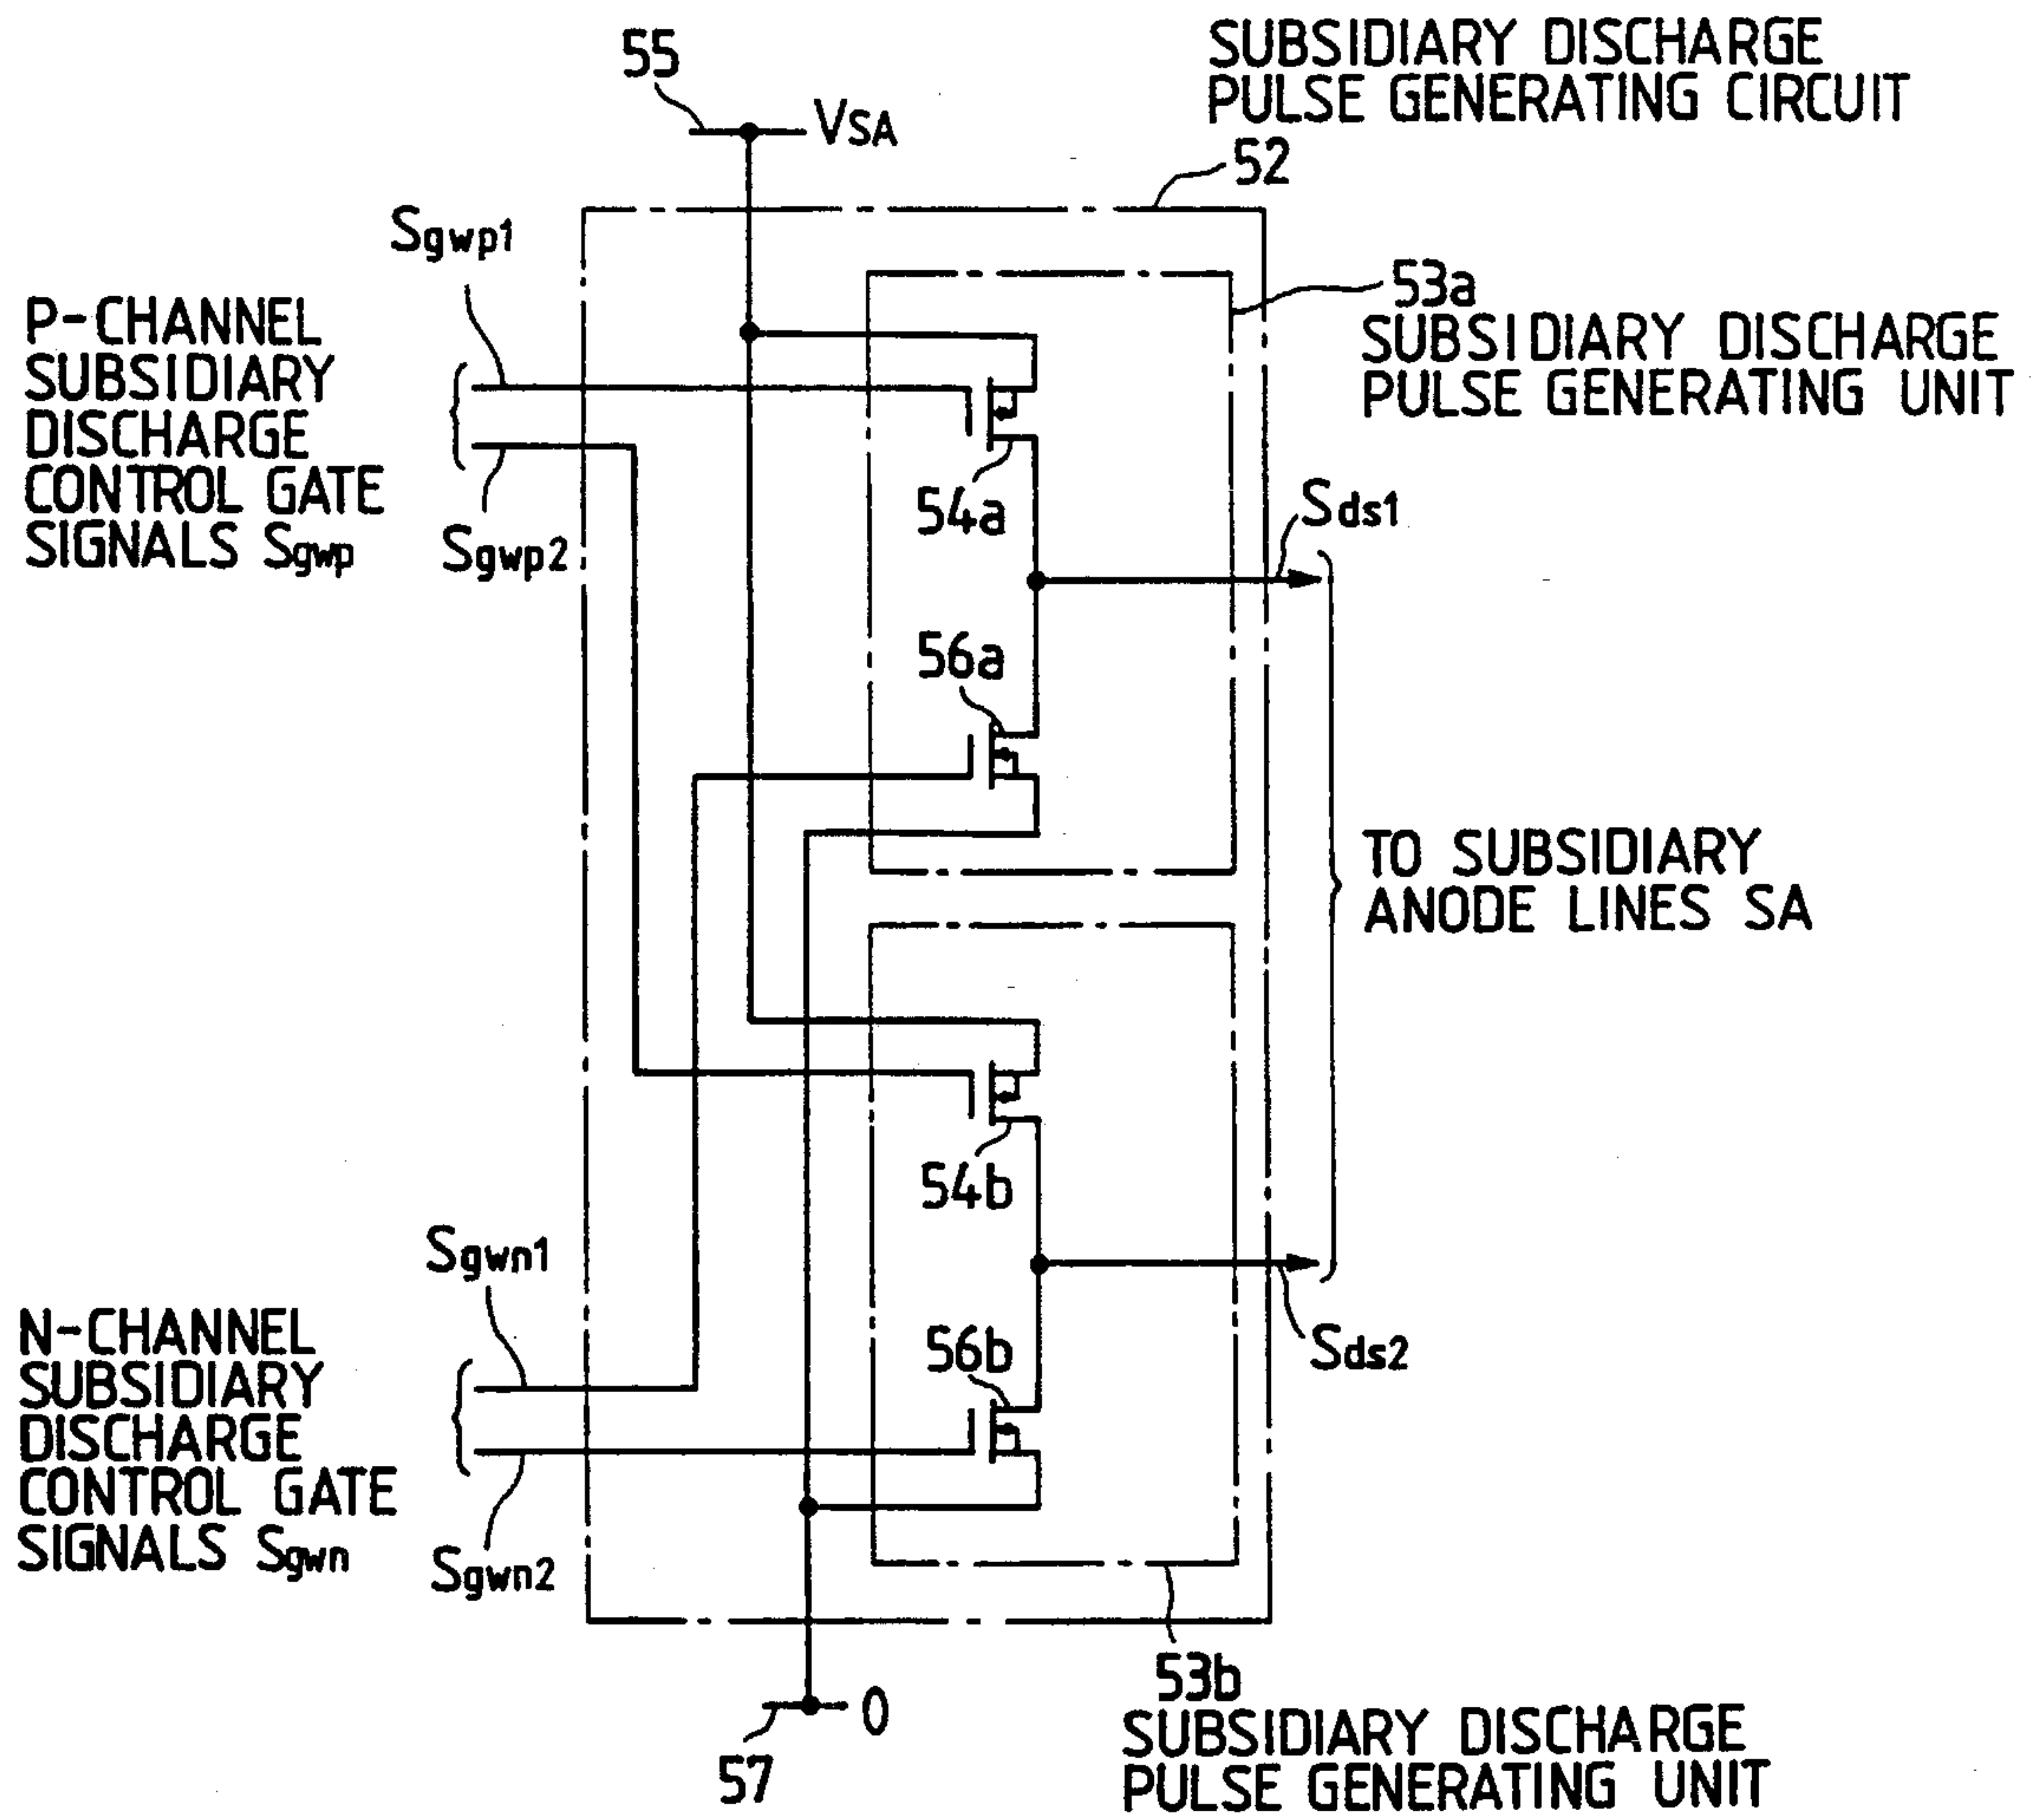 SUBSIDIARY DISCHARGE
PULSE GENERATING CIRCUIT
55
VSA
52
Sgwp1
53a
SUBSIDIARY DISCHARGE
PULSE GENERATING UNIT
P-CHANNEL
SUBSIDIARY
DISCHARGE
CONTROL GATE
SIGNALS Sgwp
Sgwp2
54a
Sds1
56a
TO SUBSIDIARY
ANODE LINES SA
54b
Sgwn1
56b
Sds2
N-CHANNEL
SUBSIDIARY
DISCHARGE
CONTROL GATE
SIGNALS Sgwn
Sgwn2
53b
SUBSIDIARY DISCHARGE
PULSE GENERATING UNIT
0
57